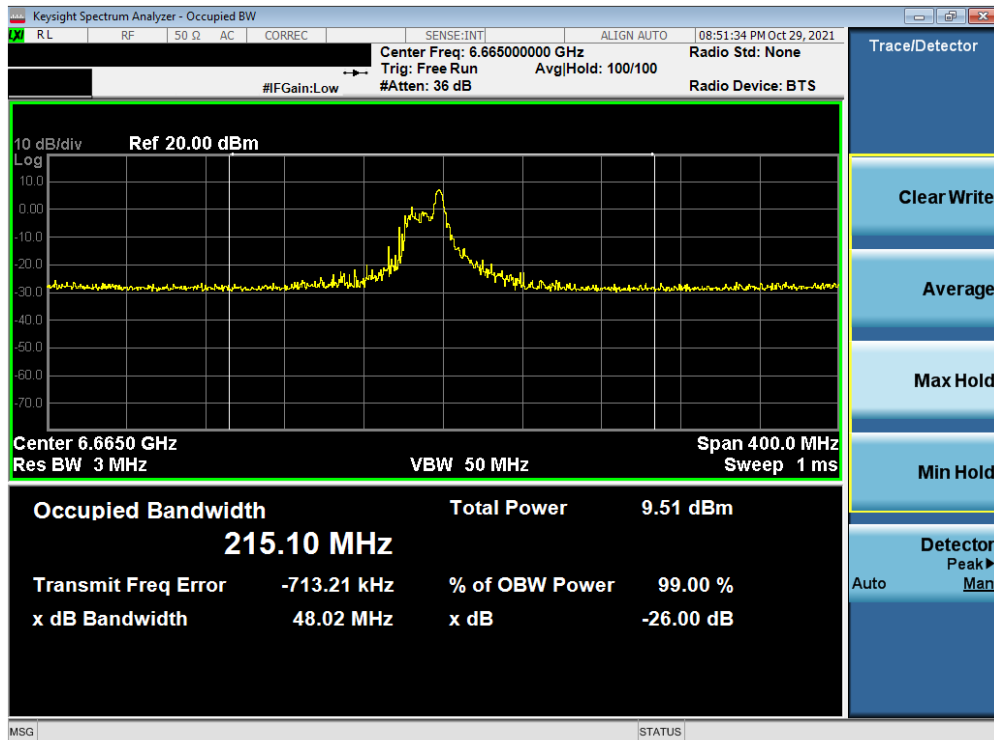 Keysight Spectrum Analyzer - Occupied BW
LXI RL RF 50 Ω AC CORREC SENSE:INT ALIGN AUTO 08:51:34 PM Oct 29, 2021
Center Freq: 6.665000000 GHz Radio Std: None
Trig: Free Run Avg|Hold: 100/100
#IFGain:Low #Atten: 36 dB Radio Device: BTS
Trace/Detector
10 dB/div Ref 20.00 dBm
Log
10.0
0.00
-10.0
-20.0
-30.0
-40.0
-50.0
-60.0
-70.0
Center 6.6650 GHz Span 400.0 MHz
Res BW 3 MHz VBW 50 MHz Sweep 1 ms
Occupied Bandwidth Total Power 9.51 dBm
215.10 MHz
Transmit Freq Error -713.21 kHz % of OBW Power 99.00 %
x dB Bandwidth 48.02 MHz x dB -26.00 dB
Clear Write
Average
Max Hold
Min Hold
Detector
Peak▶
Auto Man
MSG STATUS